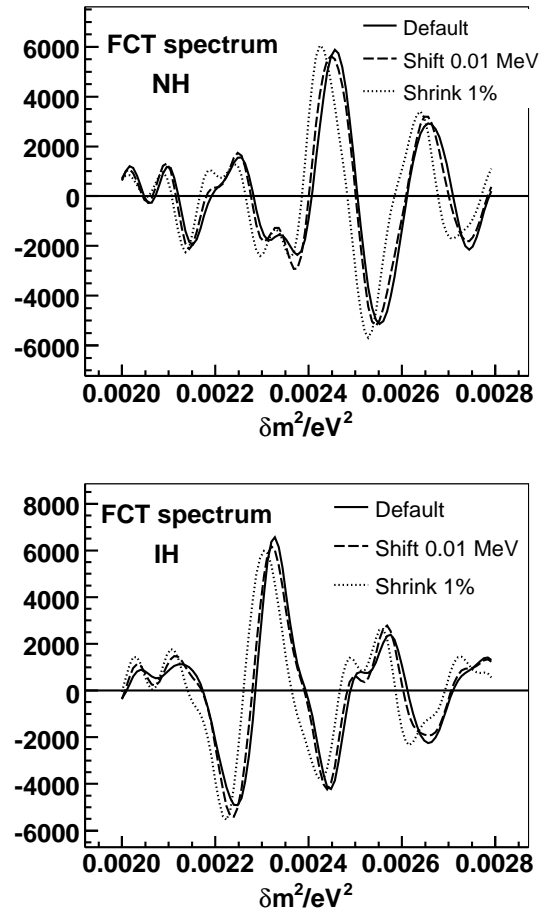 FCT spectrum
NH
Default
Shift 0.01 MeV
Shrink 1%
6000
4000
2000
0
-2000
-4000
-6000
0.0020 0.0022 0.0024 0.0026 0.0028
δm²/eV²
FCT spectrum
IH
Default
Shift 0.01 MeV
Shrink 1%
8000
6000
4000
2000
0
-2000
-4000
-6000
0.0020 0.0022 0.0024 0.0026 0.0028
δm²/eV²